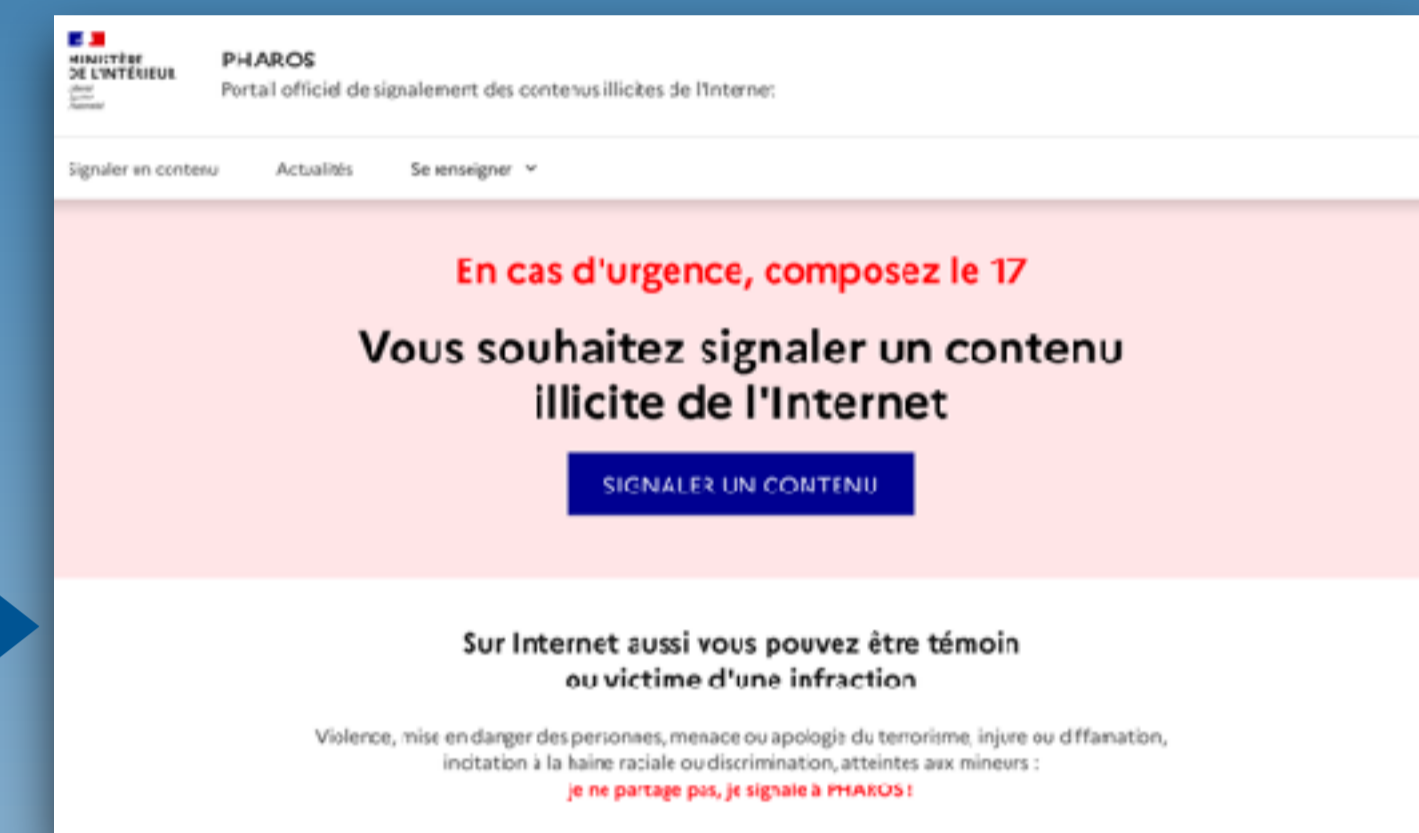 MINISTÈRE
DE L'INTÉRIEUR
PHAROS
Portail officiel de signalement des contenus illicites de l'Internet
Signaler un contenu Actualités Se renseigner
En cas d'urgence, composez le 17
Vous souhaitez signaler un contenu
illicite de l'Internet
SIGNALER UN CONTENU
Sur Internet aussi vous pouvez être témoin
ou victime d'une infraction
Violence, mise en danger des personnes, menace ou apologie du terrorisme, injure ou diffamation,
incitation à la haine raciale ou discrimination, atteintes aux mineurs :
je ne partage pas, je signale à PHAROS !